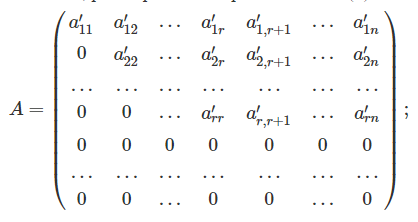 a′₁₁ a′₁₂ … a′₁ᵣ a′₁,ᵣ₊₁ … a′₁ₙ
0 a′₂₂ … a′₂ᵣ a′₂,ᵣ₊₁ … a′₂ₙ
… … … … … … …
A = ( 0 0 … a′ᵣᵣ a′ᵣ,ᵣ₊₁ … a′ᵣₙ ) ;
0 0 0 0 0 0 0
… … … … … … …
0 0 … 0 0 … 0